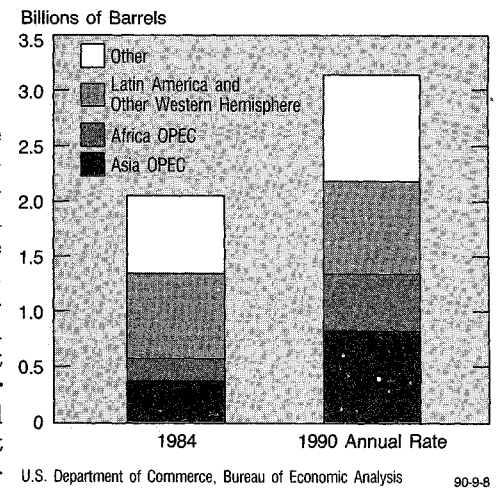 Billions of Barrels
3.5
3.0
2.5
2.0
1.5
1.0
0.5
0
Other
Latin America and
Other Western Hemisphere
Africa OPEC
Asia OPEC
1984
1990 Annual Rate
U.S. Department of Commerce, Bureau of Economic Analysis
90-9-8